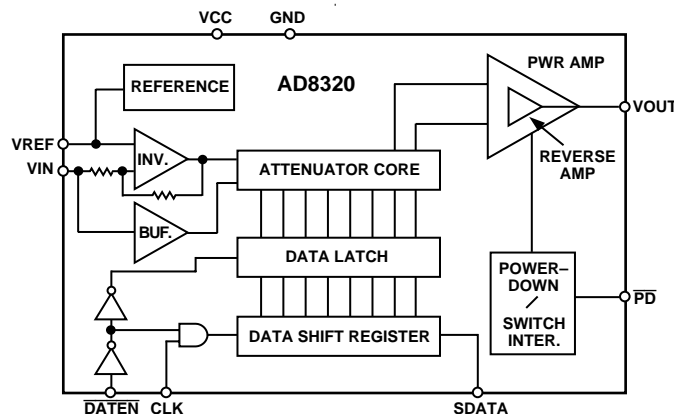 VCC GND
REFERENCE
AD8320
PWR AMP
VOUT
VREF
INV.
REVERSE
AMP
VIN
ATTENUATOR CORE
BUF.
DATA LATCH
POWER–
DOWN
/
SWITCH
INTER.
PD
DATA SHIFT REGISTER
DATEN CLK SDATA